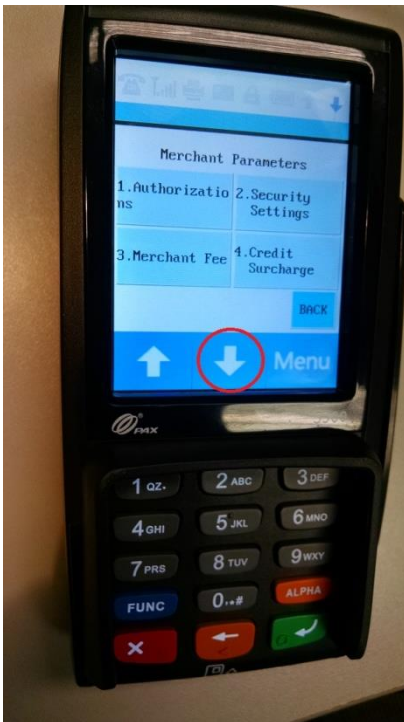 Merchant Parameters
1.Authorizatio 2.Security
ns Settings
3.Merchant Fee 4.Credit
Surcharge
BACK
Menu
PAX
1 QZ. 2 ABC 3 DEF
4 GHI 5 JKL 6 MNO
7 PRS 8 TUV 9 WXY
FUNC 0,*# ALPHA